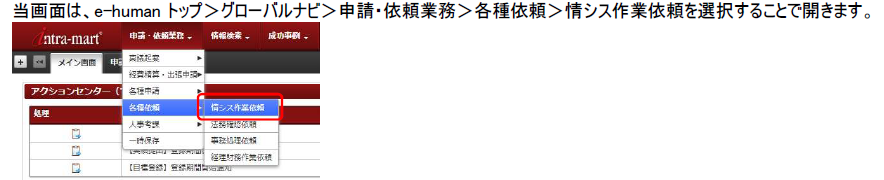 当画面は、e-human トップ＞グローバルナビ＞申請・依頼業務＞各種依頼＞情シス作業依頼を選択することで開きます。
intra-mart
申請・依頼業務 情報検索 成功事例
メイン画面 申請
アクションセンター (
処理
稟議起案
経費精算・出張申請
各種申請
各種依頼 情シス作業依頼
人事考課 法務確認依頼
一時保存 事務処理依頼
経理財務作業依頼
【目標登録】登録期間開始通知